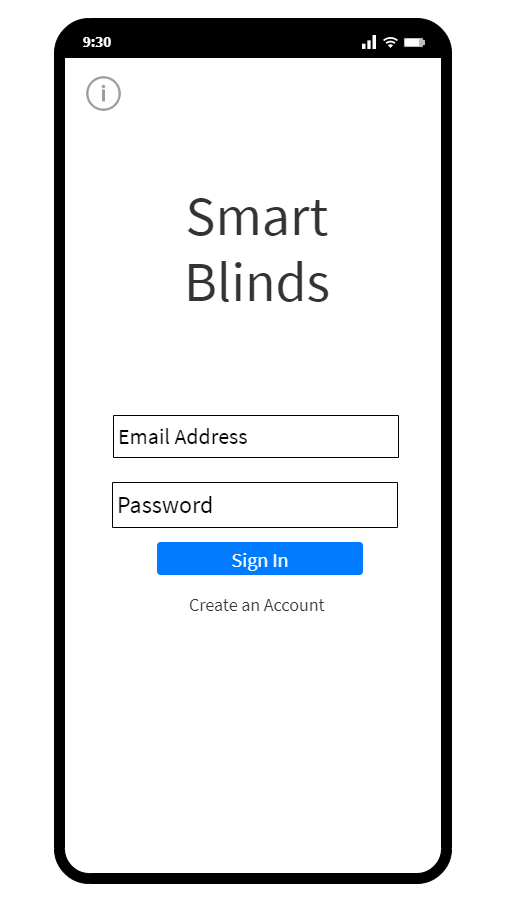 9:30
i
Smart
Blinds
Email Address
Password
Sign In
Create an Account